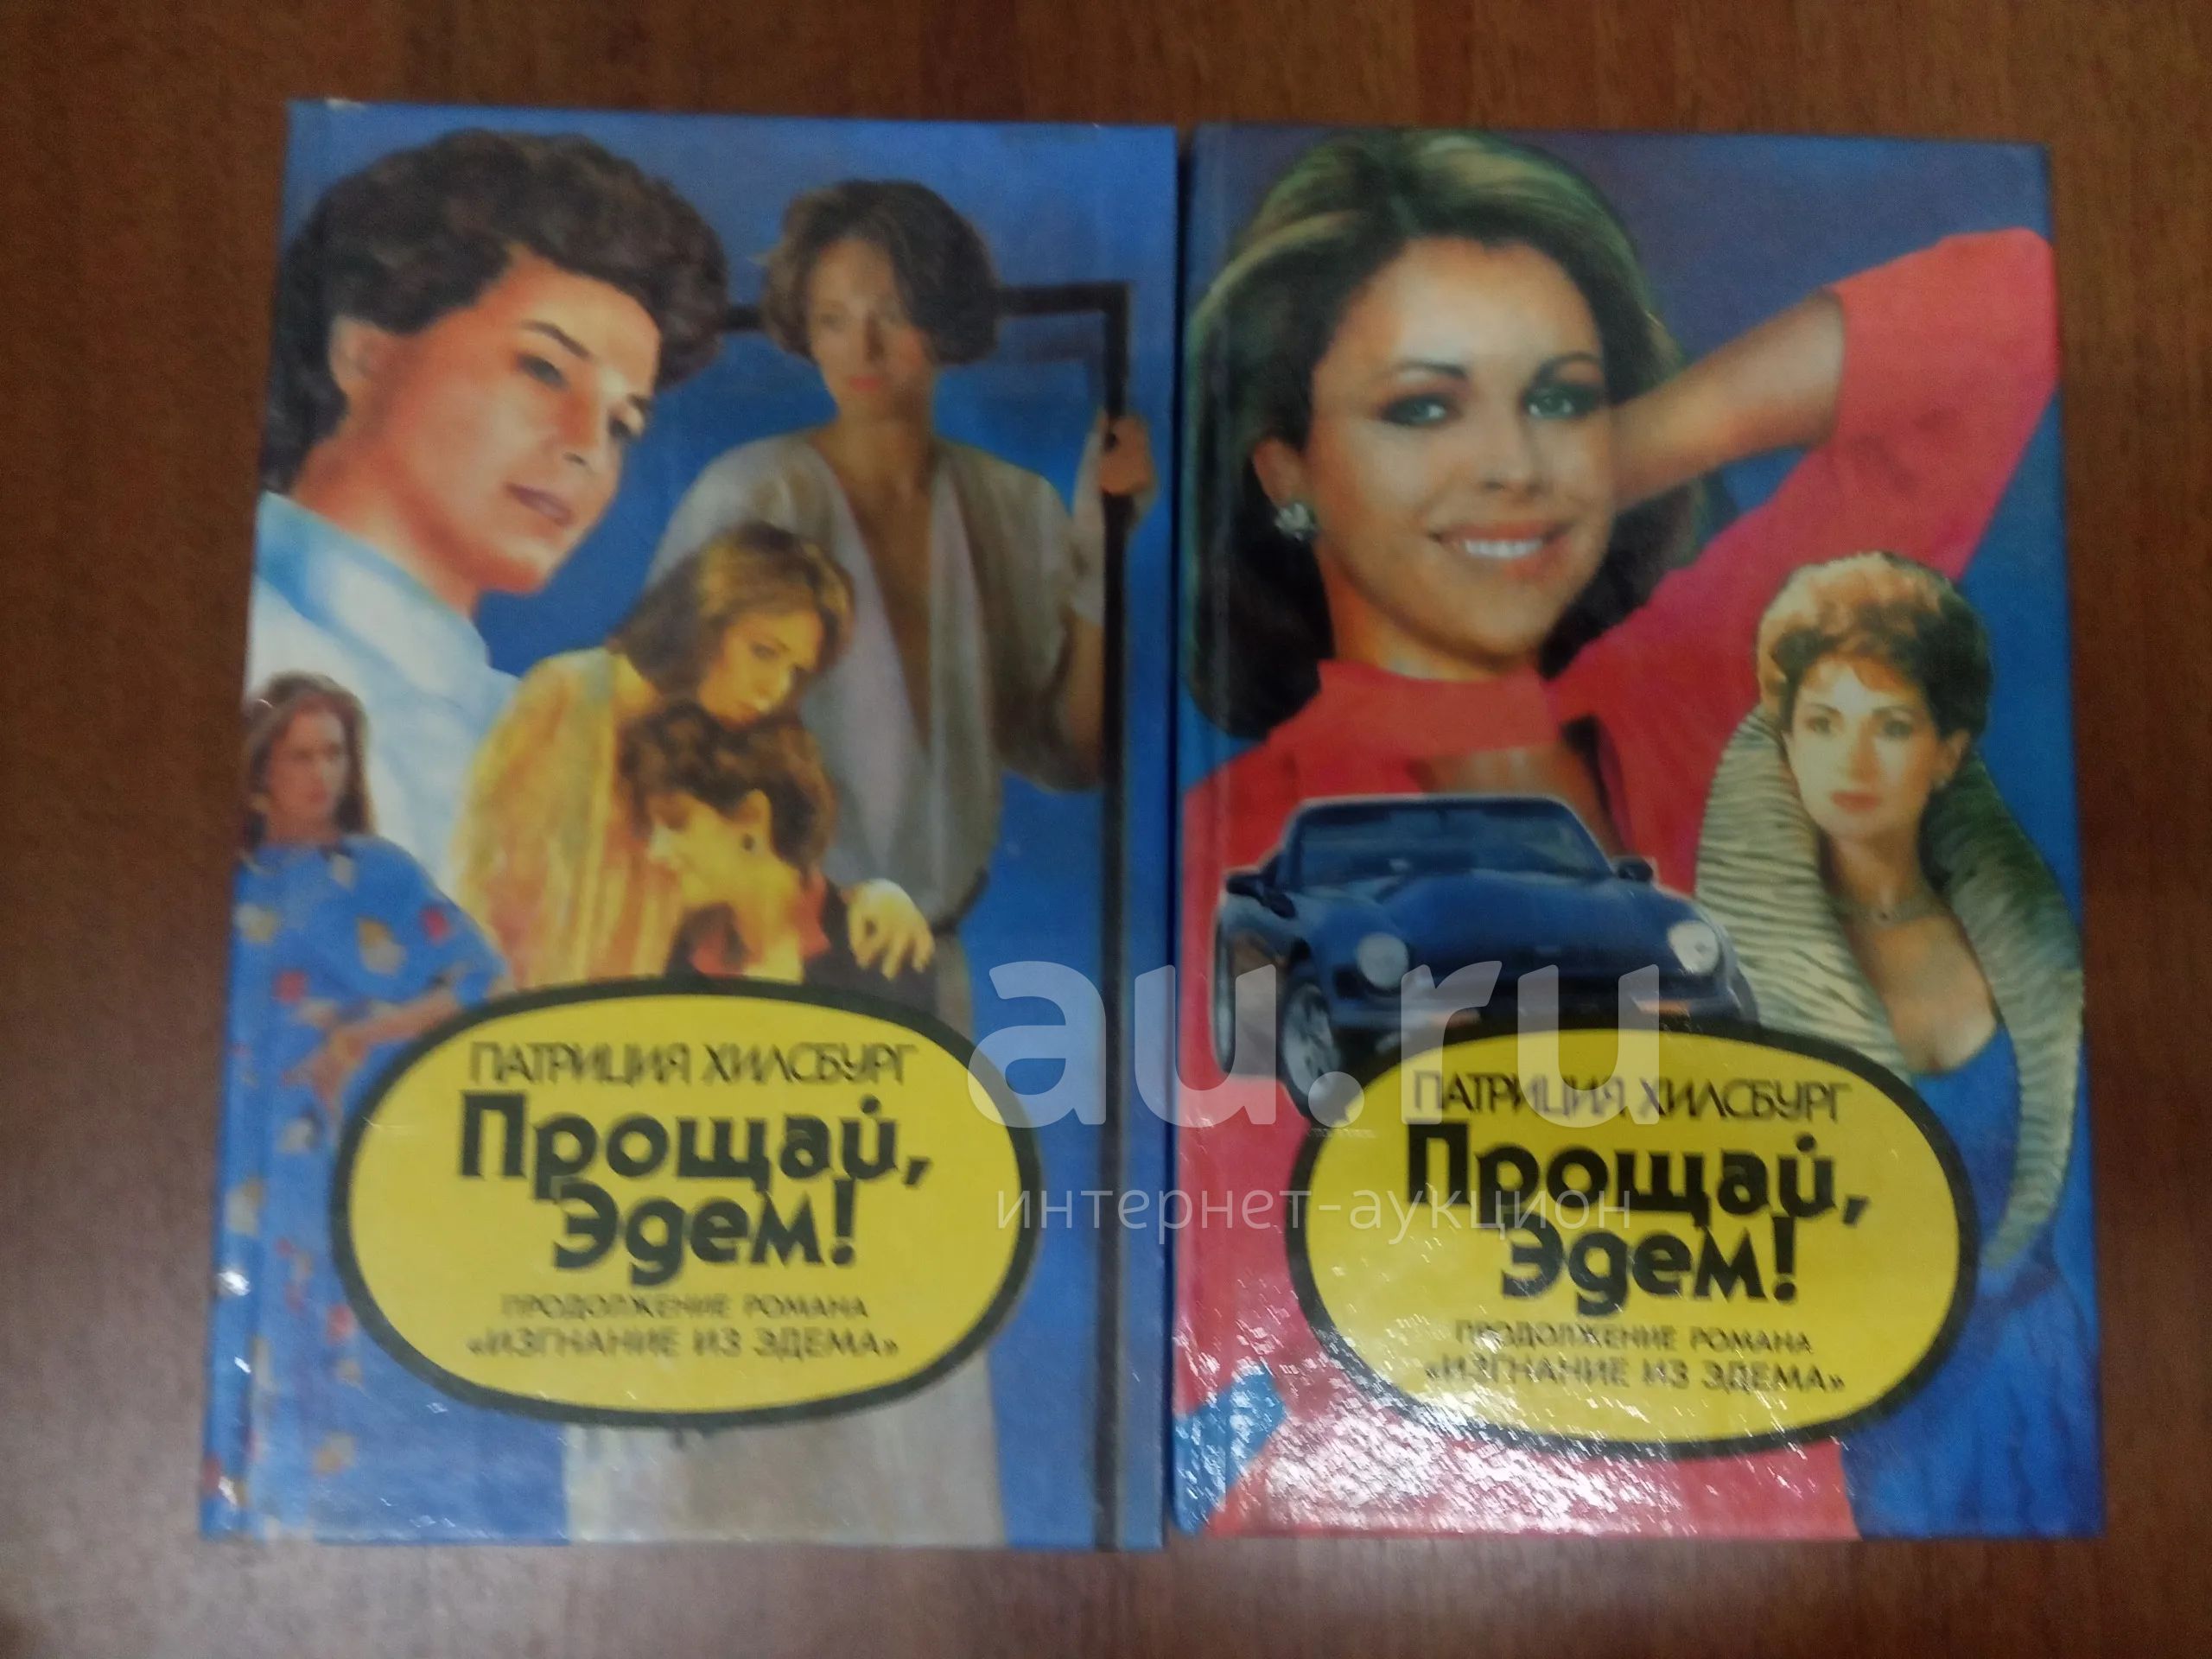 ПАТРИЦИЯ ХИЛСБУРГ
Прощай,
Эдем!
ПРОДОЛЖЕНИЕ РОМАНА
«ИЗГНАНИЕ ИЗ ЭДЕМА»
ПАТРИЦИЯ ХИЛСБУРГ
Прощай,
Эдем!
ПРОДОЛЖЕНИЕ РОМАНА
«ИЗГНАНИЕ ИЗ ЭДЕМА»
au.ru
интернет-аукцион